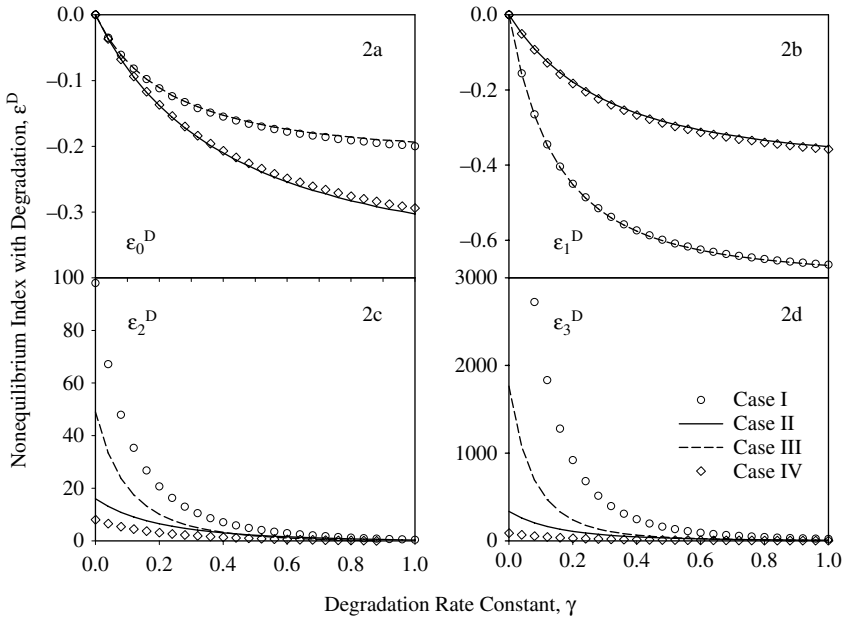 Nonequilibrium Index with Degradation, εᴰ
0.0
−0.1
−0.2
−0.3
2a
ε₀ᴰ
0.0
−0.2
−0.4
−0.6
2b
ε₁ᴰ
100
80
60
40
20
0
2c
ε₂ᴰ
0.0 0.2 0.4 0.6 0.8 1.0
3000
2000
1000
0
2d
ε₃ᴰ
Case I
Case II
Case III
Case IV
0.0 0.2 0.4 0.6 0.8 1.0
Degradation Rate Constant, γ